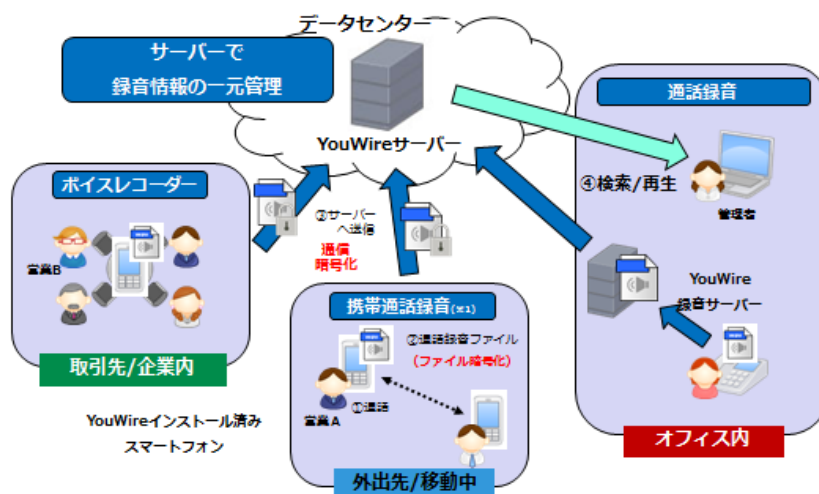 データセンター
サーバーで
録音情報の一元管理
YouWireサーバー
通話録音
④検索/再生
管理者
ボイスレコーダー
営業B
③サーバー
へ送信
通信
暗号化
YouWire
録音サーバー
携帯通話録音(※1)
②通話録音ファイル
(ファイル暗号化)
①通話
営業A
取引先/企業内
YouWireインストール済み
スマートフォン
外出先/移動中
オフィス内